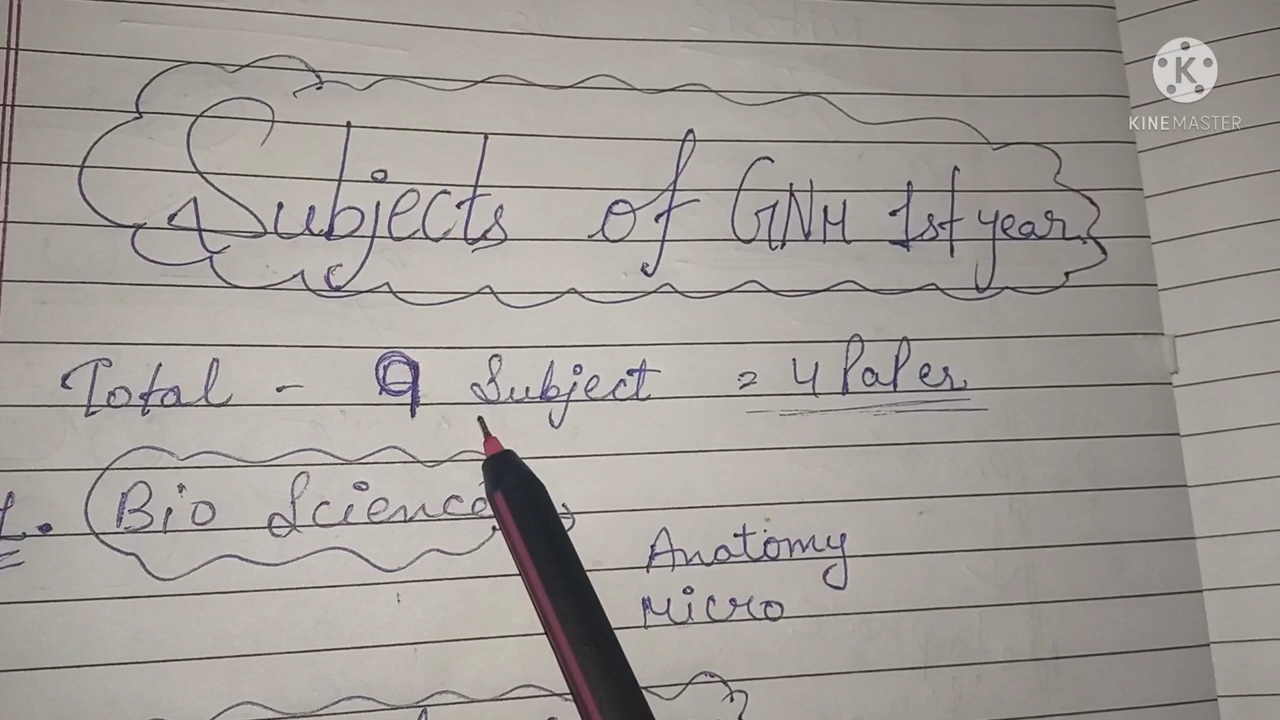 KINEMASTER
Subjects of GNM 1st year
Total - 9 Subject = 4 PaPer
1. Bio Science
Anatomy
Micro